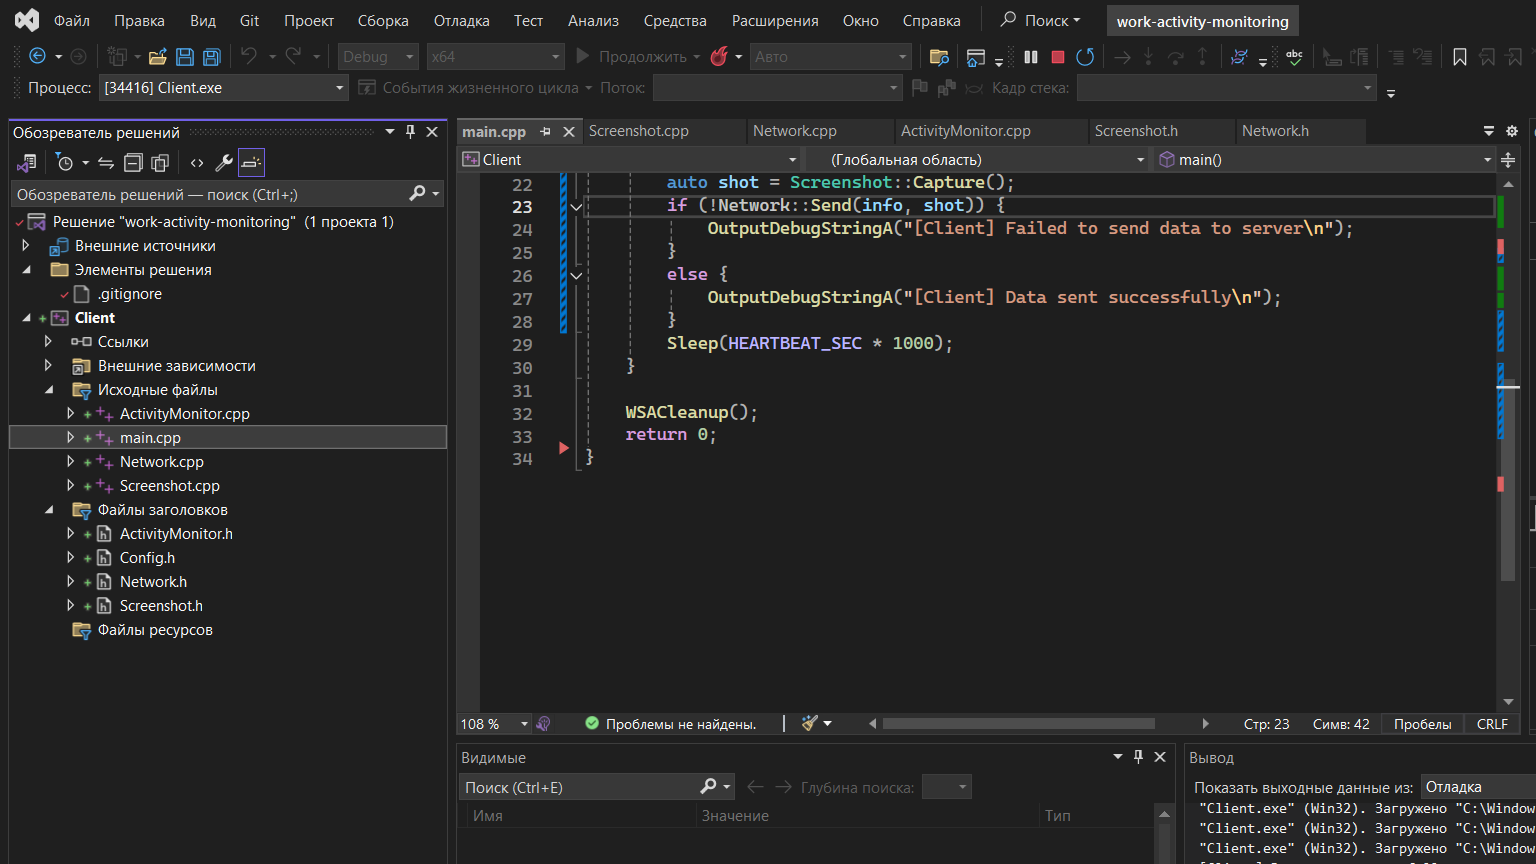 Файл Правка Вид Git Проект Сборка Отладка Тест Анализ Средства Расширения Окно Справка Поиск work-activity-monitoring
Debug x64 Продолжить Авто
Процесс: [34416] Client.exe События жизненного цикла Поток: Кадр стека:
Обозреватель решений
Обозреватель решений — поиск (Ctrl+;)
Решение "work-activity-monitoring" (1 проекта 1)
Внешние источники
Элементы решения
.gitignore
Client
Ссылки
Внешние зависимости
Исходные файлы
ActivityMonitor.cpp
main.cpp
Network.cpp
Screenshot.cpp
Файлы заголовков
ActivityMonitor.h
Config.h
Network.h
Screenshot.h
Файлы ресурсов
main.cpp Screenshot.cpp Network.cpp ActivityMonitor.cpp Screenshot.h Network.h
Client (Глобальная область) main()
22 auto shot = Screenshot::Capture();
23 if (!Network::Send(info, shot)) {
24 OutputDebugStringA("[Client] Failed to send data to server\n");
25 }
26 else {
27 OutputDebugStringA("[Client] Data sent successfully\n");
28 }
29 Sleep(HEARTBEAT_SEC * 1000);
30 }
31
32 WSACleanup();
33 return 0;
34 }
108 % Проблемы не найдены. Стр: 23 Симв: 42 Пробелы CRLF
Видимые
Поиск (Ctrl+E) Глубина поиска:
Имя Значение Тип
Вывод
Показать выходные данные из: Отладка
"Client.exe" (Win32). Загружено "C:\Window
"Client.exe" (Win32). Загружено "C:\Window
"Client.exe" (Win32). Загружено "C:\Window